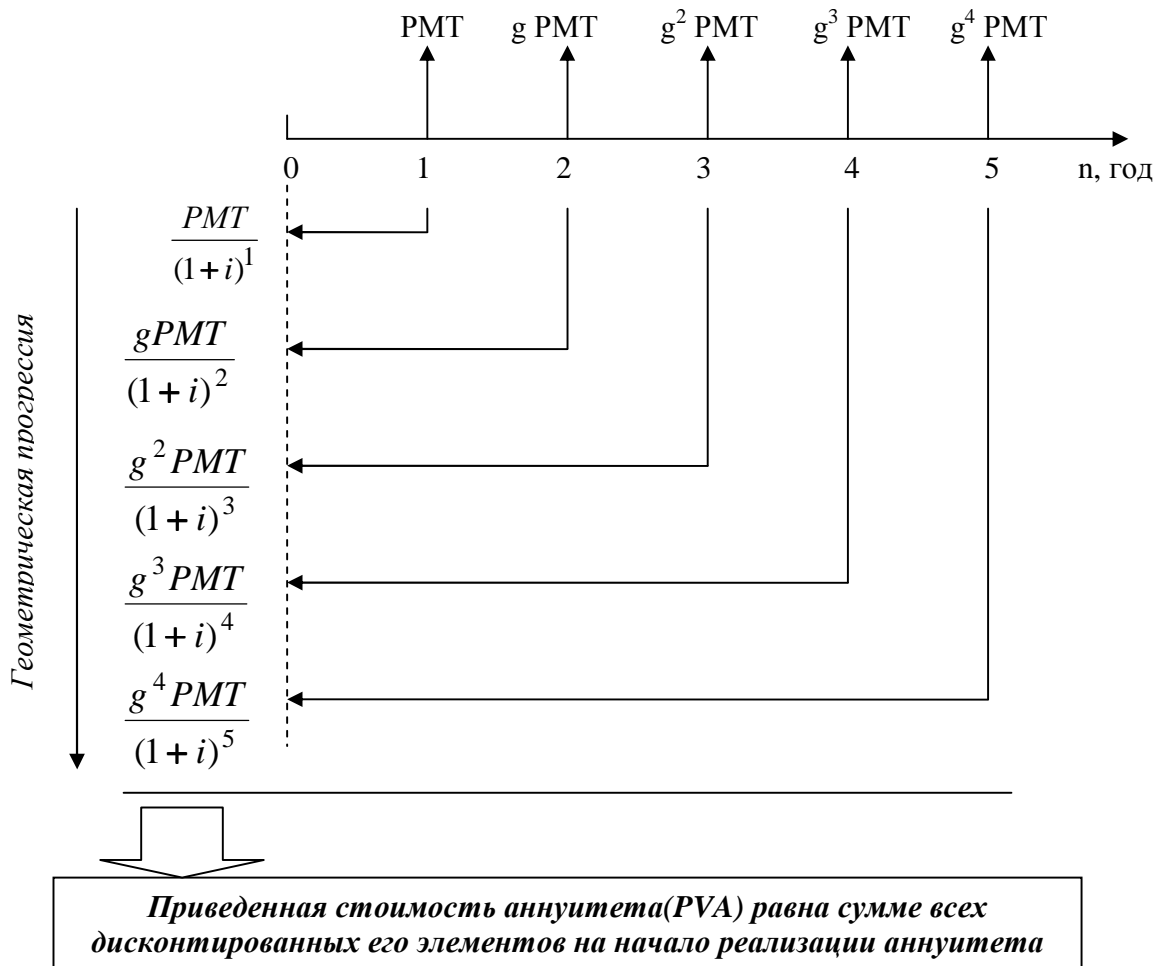 PMT g PMT g² PMT g³ PMT g⁴ PMT
0 1 2 3 4 5 n, год
Геометрическая прогрессия
PMT
(1+i)¹
gPMT
(1+i)²
g²PMT
(1+i)³
g³PMT
(1+i)⁴
g⁴PMT
(1+i)⁵
Приведенная стоимость аннуитета(PVA) равна сумме всех
дисконтированных его элементов на начало реализации аннуитета